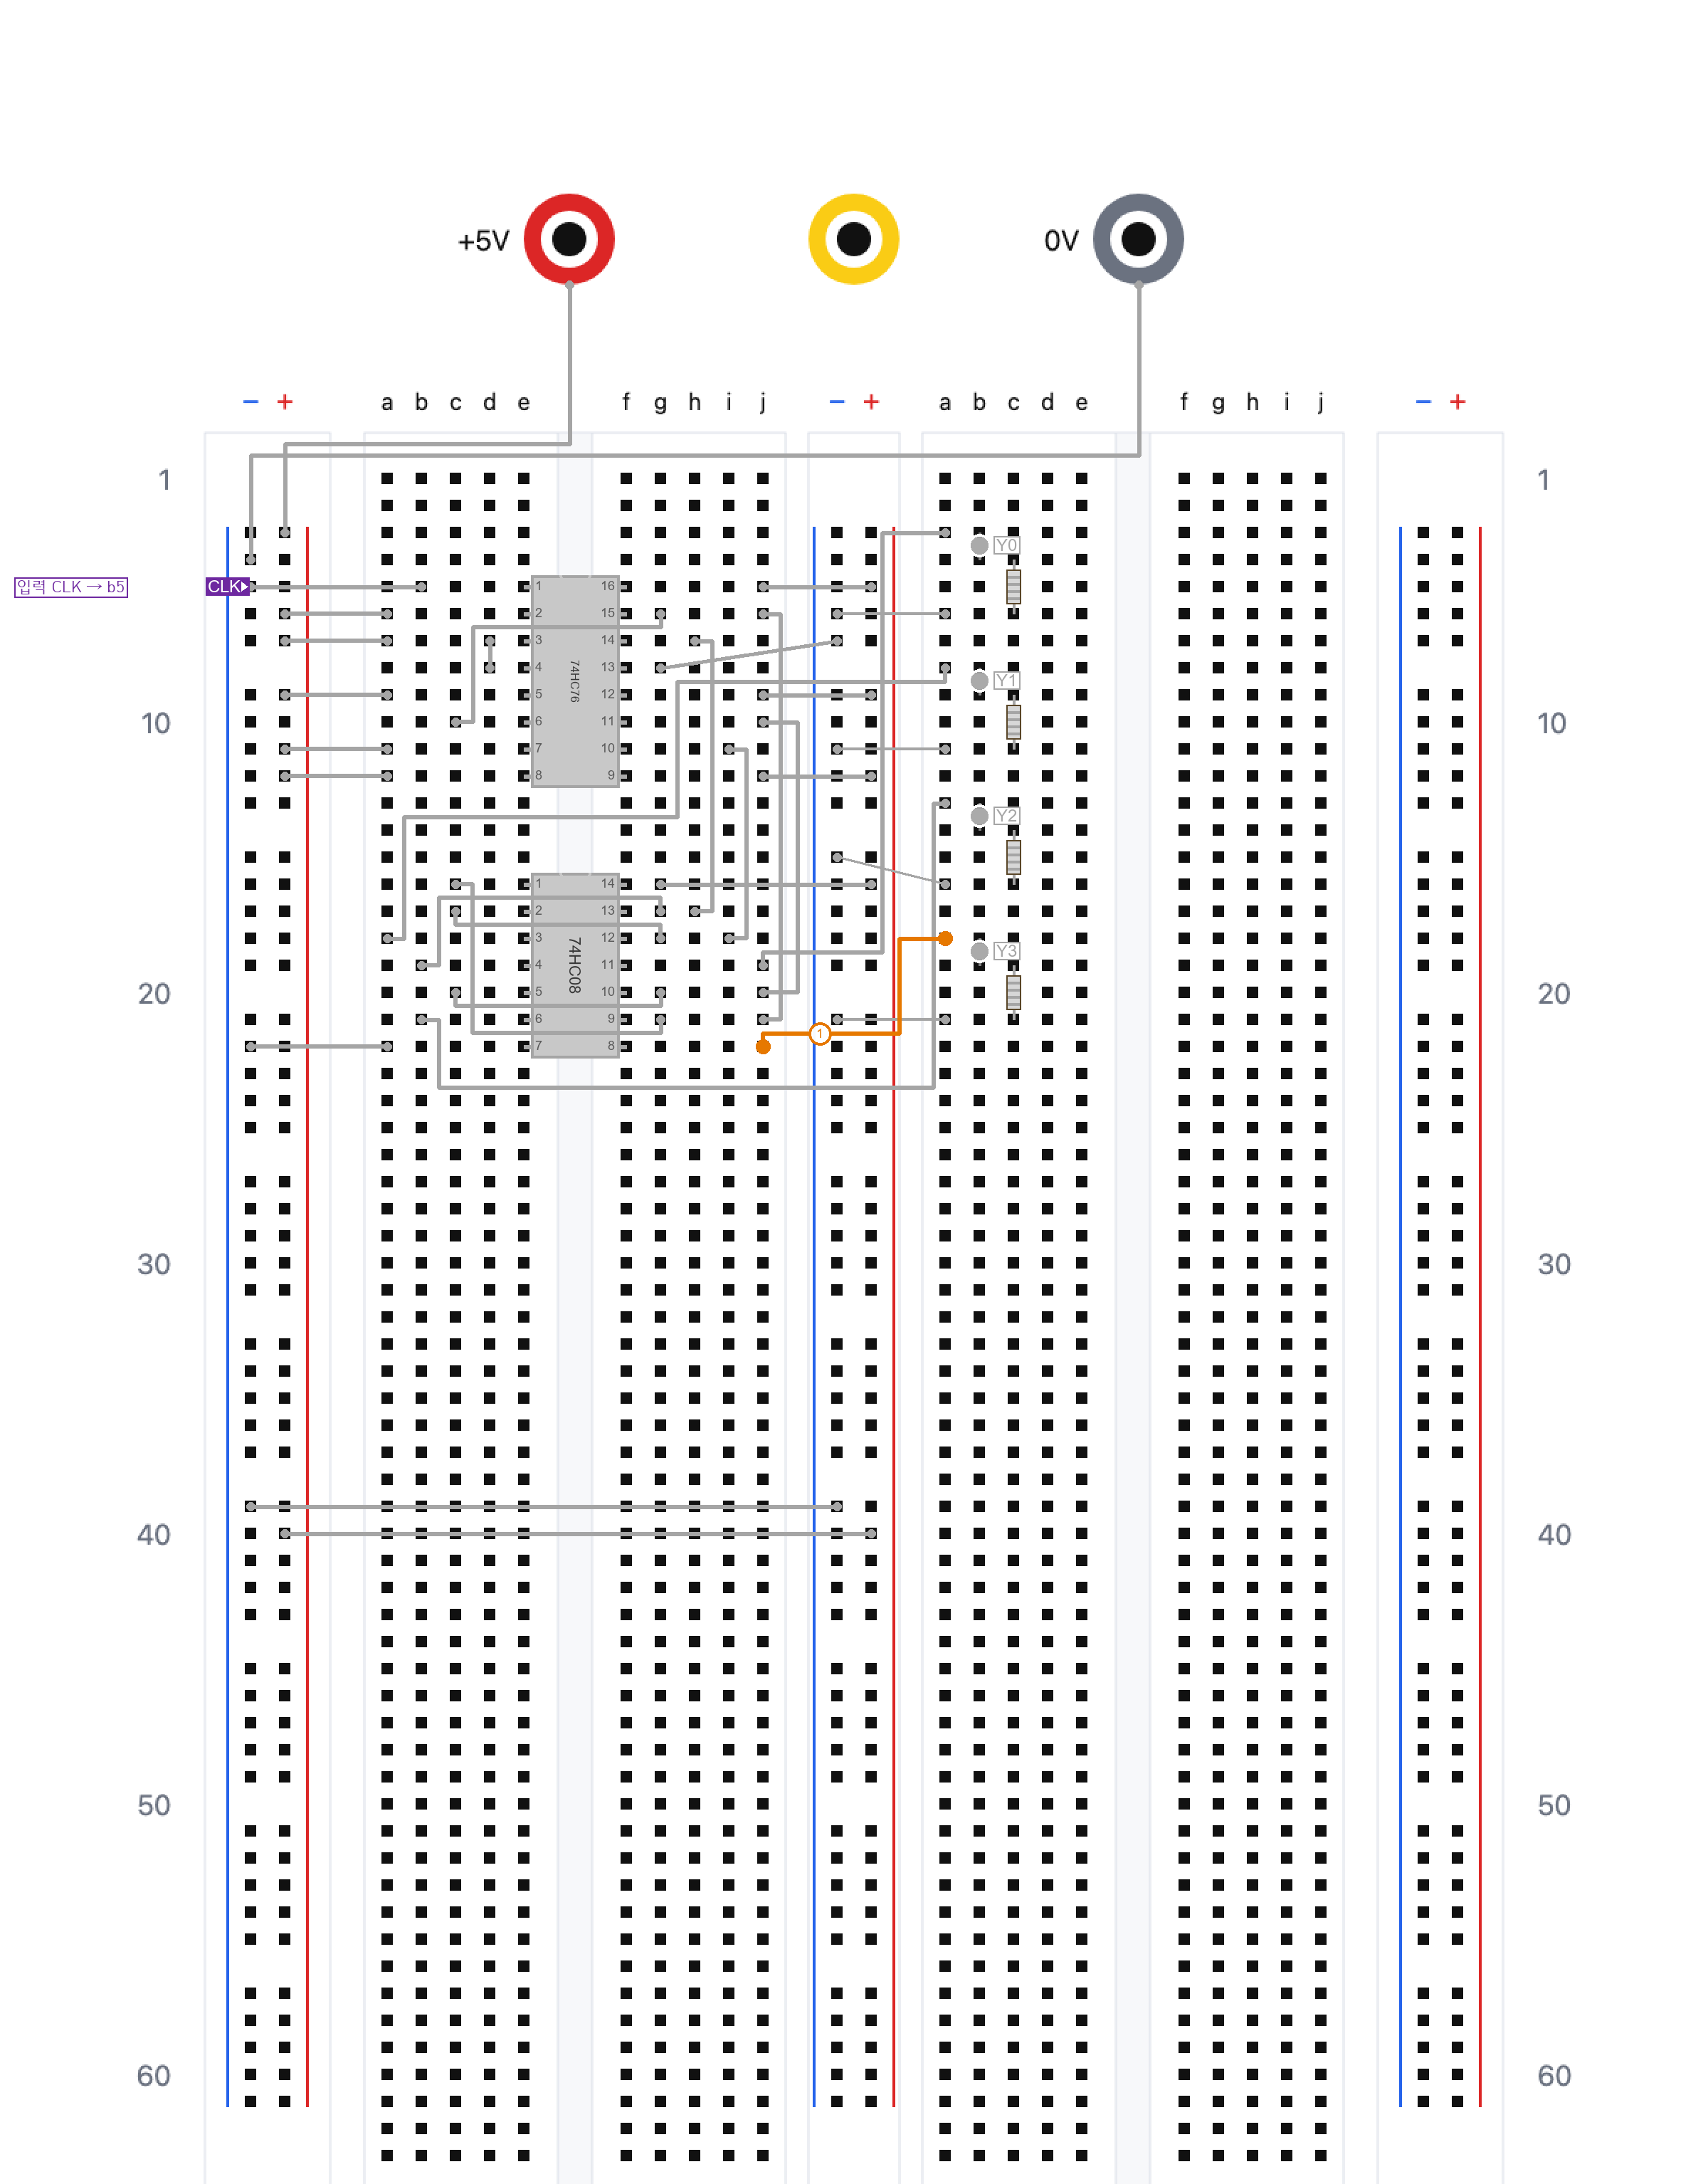 +5V
0V
− + a b c d e f g h i j − + a b c d e f g h i j − +
1 1
Y0
입력 CLK → b5 CLK 1 16
2 15
3 14
4 13
Y1
5 12
74HC76
10 6 11 10
7 10
8 9
Y2
1 14
2 13
3 12
Y3
4 11
74HC08
20 5 10 20
6 9
1
7 8
30 30
40 40
50 50
60 60